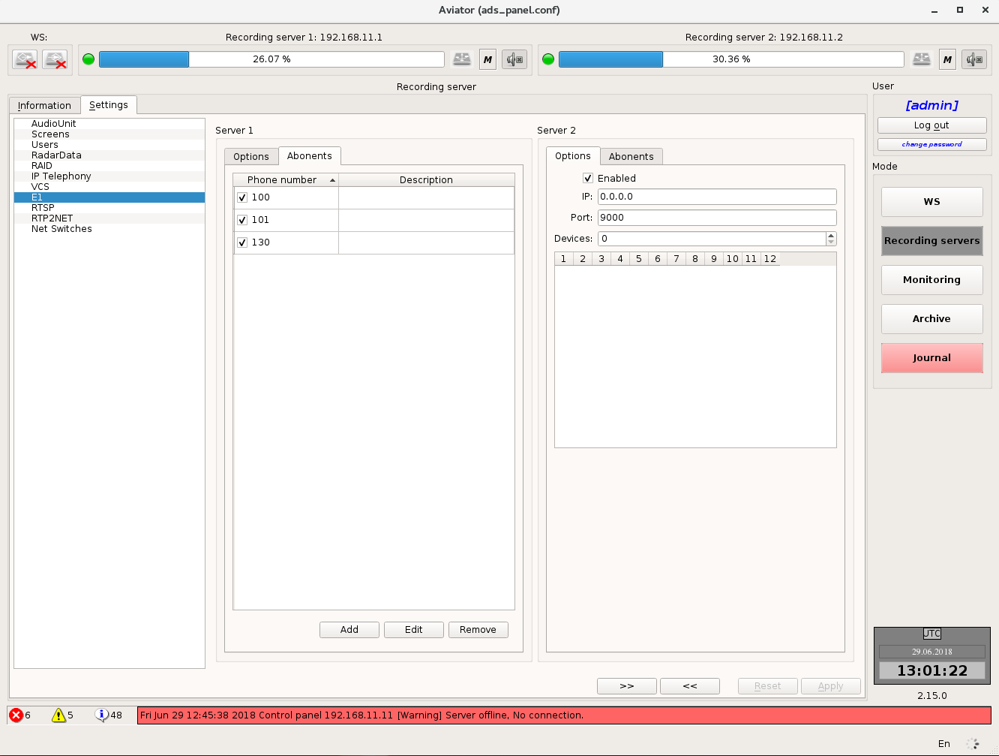 Aviator (ads_panel.conf)
WS:
Recording server 1: 192.168.11.1
Recording server 2: 192.168.11.2
26.07 %
M
30.36 %
M
Recording server
User
Information
Settings
[admin]
Log out
change password
Mode
WS
Recording servers
Monitoring
Archive
Journal
AudioUnit
Screens
Users
RadarData
RAID
IP Telephony
VCS
E1
RTSP
RTP2NET
Net Switches
Server 1
Options
Abonents
Phone number
Description
100
101
130
Add
Edit
Remove
Server 2
Options
Abonents
Enabled
IP:
0.0.0.0
Port:
9000
Devices:
0
1 2 3 4 5 6 7 8 9 10 11 12
>>
<<
Reset
Apply
UTC
29.06.2018
13:01:22
2.15.0
6
5
48
Fri Jun 29 12:45:38 2018 Control panel 192.168.11.11 [Warning] Server offline, No connection.
En